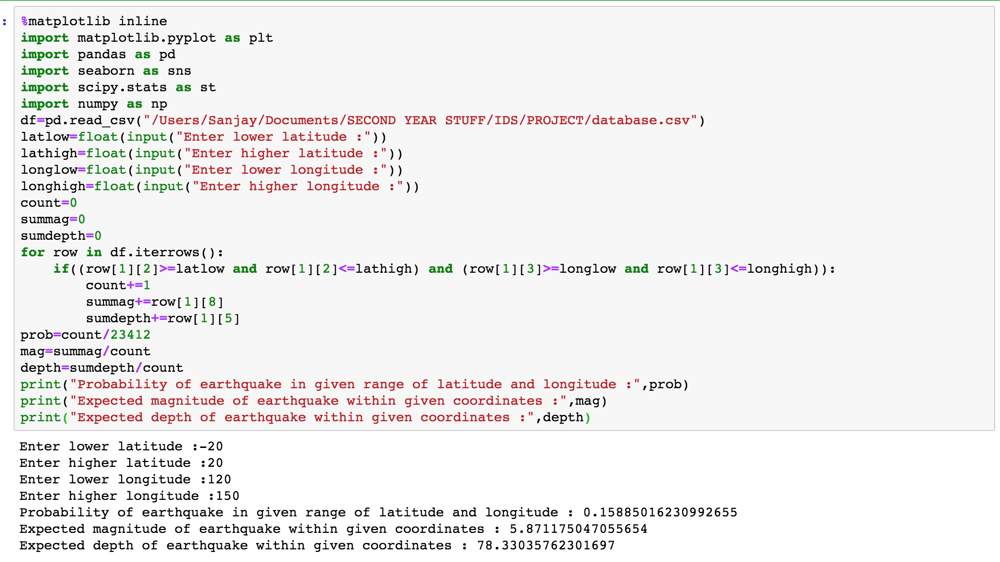 :
%matplotlib inline
import matplotlib.pyplot as plt
import pandas as pd
import seaborn as sns
import scipy.stats as st
import numpy as np
df=pd.read_csv("/Users/Sanjay/Documents/SECOND YEAR STUFF/IDS/PROJECT/database.csv")
latlow=float(input("Enter lower latitude :"))
lathigh=float(input("Enter higher latitude :"))
longlow=float(input("Enter lower longitude :"))
longhigh=float(input("Enter higher longitude :"))
count=0
summag=0
sumdepth=0
for row in df.iterrows():
    if((row[1][2]>=latlow and row[1][2]<=lathigh) and (row[1][3]>=longlow and row[1][3]<=longhigh)):
        count+=1
        summag+=row[1][8]
        sumdepth+=row[1][5]
prob=count/23412
mag=summag/count
depth=sumdepth/count
print("Probability of earthquake in given range of latitude and longitude :",prob)
print("Expected magnitude of earthquake within given coordinates :",mag)
print("Expected depth of earthquake within given coordinates :",depth)
Enter lower latitude :-20
Enter higher latitude :20
Enter lower longitude :120
Enter higher longitude :150
Probability of earthquake in given range of latitude and longitude : 0.15885016230992655
Expected magnitude of earthquake within given coordinates : 5.871175047055654
Expected depth of earthquake within given coordinates : 78.33035762301697